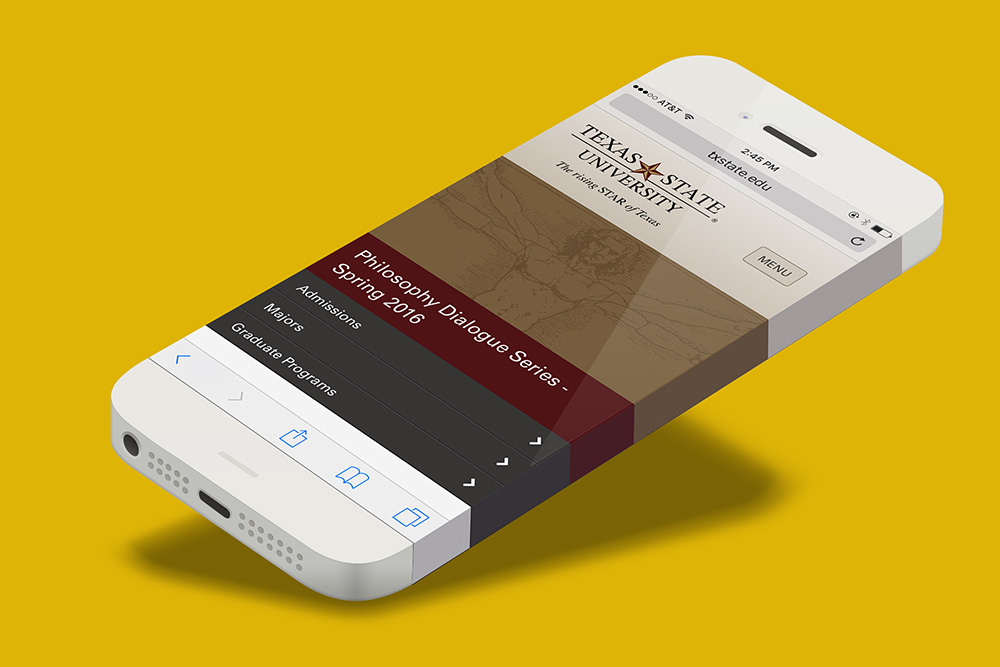 AT&T
2:45 PM
txstate.edu
TEXAS STATE
UNIVERSITY®
The rising STAR of Texas
MENU
Philosophy Dialogue Series -
Spring 2016
Admissions
Majors
Graduate Programs